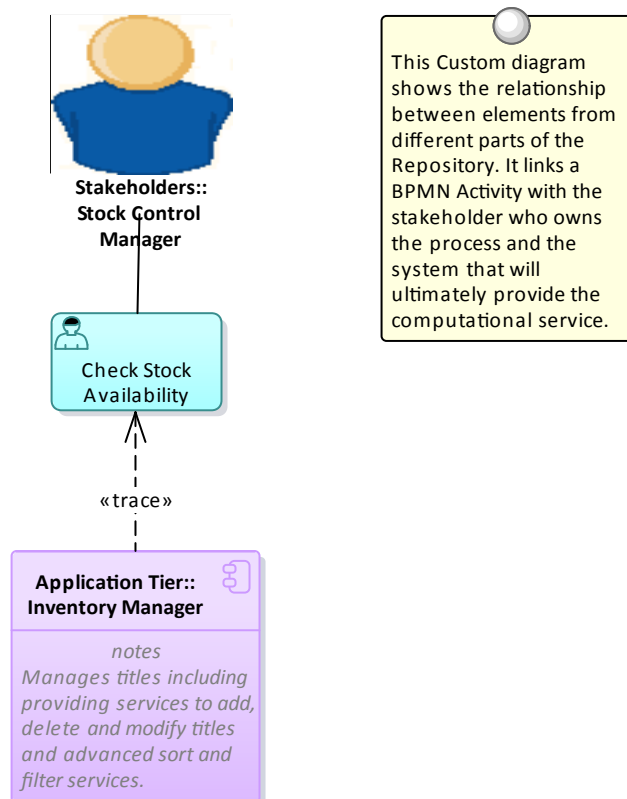 Stakeholders::
Stock Control
Manager
This Custom diagram
shows the relationship
between elements from
different parts of the
Repository. It links a
BPMN Activity with the
stakeholder who owns
the process and the
system that will
ultimately provide the
computational service.
Check Stock
Availability
«trace»
Application Tier::
Inventory Manager
notes
Manages titles including
providing services to add,
delete and modify titles
and advanced sort and
filter services.